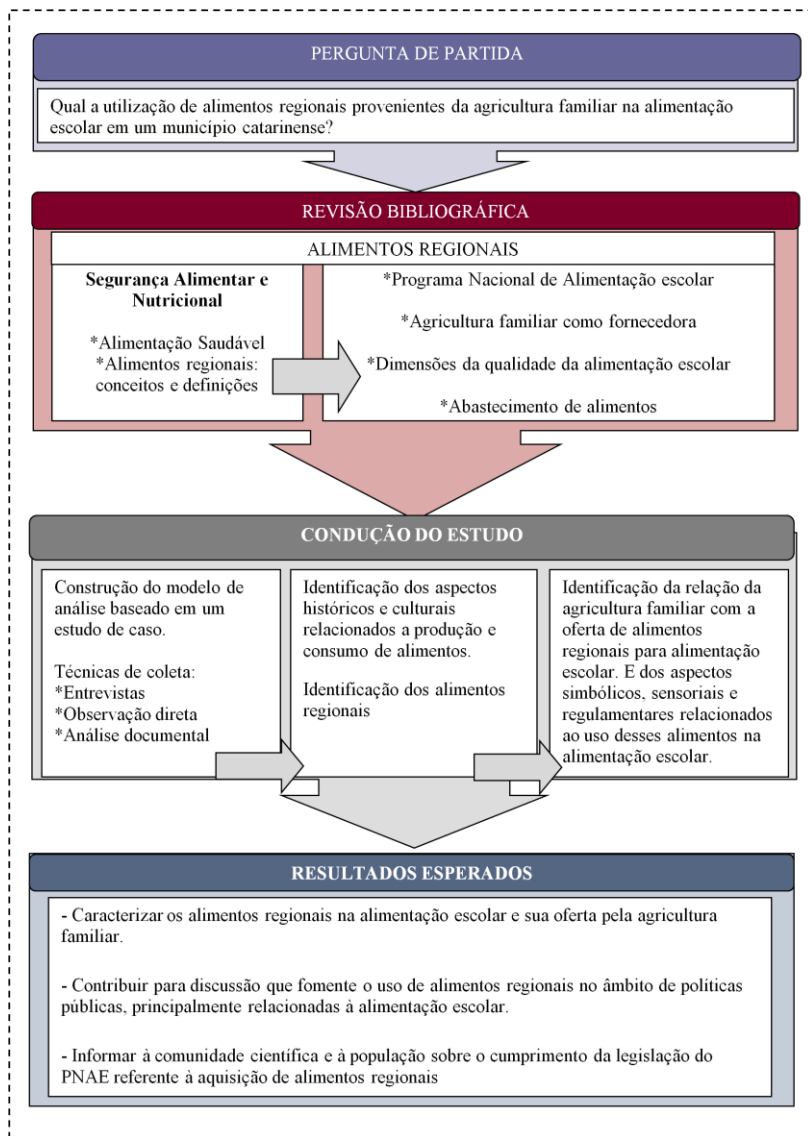 PERGUNTA DE PARTIDA
Qual a utilização de alimentos regionais provenientes da agricultura familiar na alimentação
escolar em um município catarinense?
REVISÃO BIBLIOGRÁFICA
ALIMENTOS REGIONAIS
Segurança Alimentar e
Nutricional
*Alimentação Saudável
*Alimentos regionais:
conceitos e definições
*Programa Nacional de Alimentação escolar
*Agricultura familiar como fornecedora
*Dimensões da qualidade da alimentação escolar
*Abastecimento de alimentos
CONDUÇÃO DO ESTUDO
Construção do modelo de
análise baseado em um
estudo de caso.
Técnicas de coleta:
*Entrevistas
*Observação direta
*Análise documental
Identificação dos aspectos
históricos e culturais
relacionados a produção e
consumo de alimentos.
Identificação dos alimentos
regionais
Identificação da relação da
agricultura familiar com a
oferta de alimentos
regionais para alimentação
escolar. E dos aspectos
simbólicos, sensoriais e
regulamentares relacionados
ao uso desses alimentos na
alimentação escolar.
RESULTADOS ESPERADOS
- Caracterizar os alimentos regionais na alimentação escolar e sua oferta pela agricultura
familiar.
- Contribuir para discussão que fomente o uso de alimentos regionais no âmbito de políticas
públicas, principalmente relacionadas à alimentação escolar.
- Informar à comunidade científica e à população sobre o cumprimento da legislação do
PNAE referente à aquisição de alimentos regionais